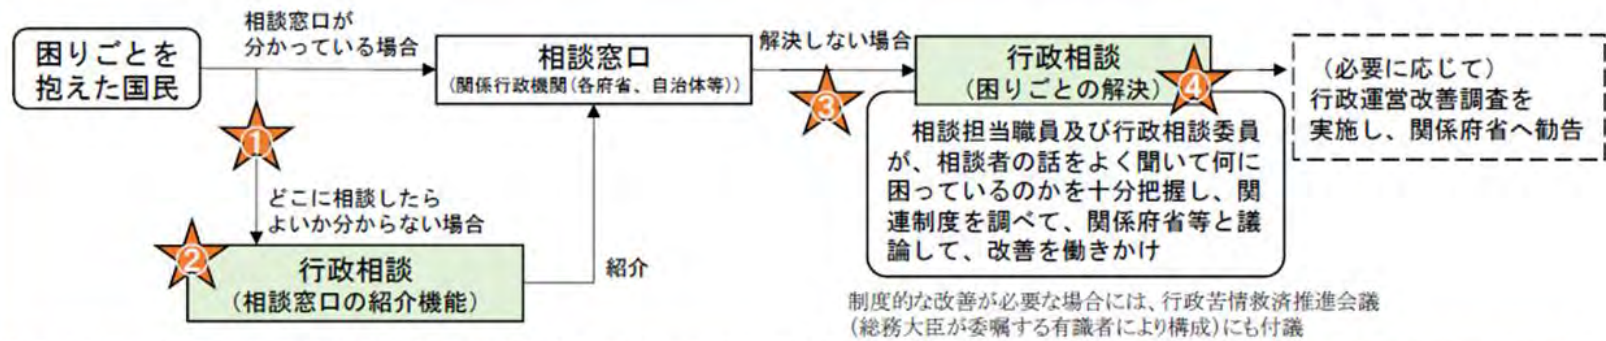 困りごとを
抱えた国民
相談窓口が
分かっている場合
①
どこに相談したら
よいか分からない場合
②
行政相談
(相談窓口の紹介機能)
紹介
相談窓口
(関係行政機関(各府省、自治体等))
解決しない場合
③
行政相談
(困りごとの解決)
④
相談担当職員及び行政相談委員
が、相談者の話をよく聞いて何に
困っているのかを十分把握し、関
連制度を調べて、関係府省等と議
論して、改善を働きかけ
制度的な改善が必要な場合には、行政苦情救済推進会議
(総務大臣が委嘱する有識者により構成)にも付議
(必要に応じて)
行政運営改善調査を
実施し、関係府省へ勧告